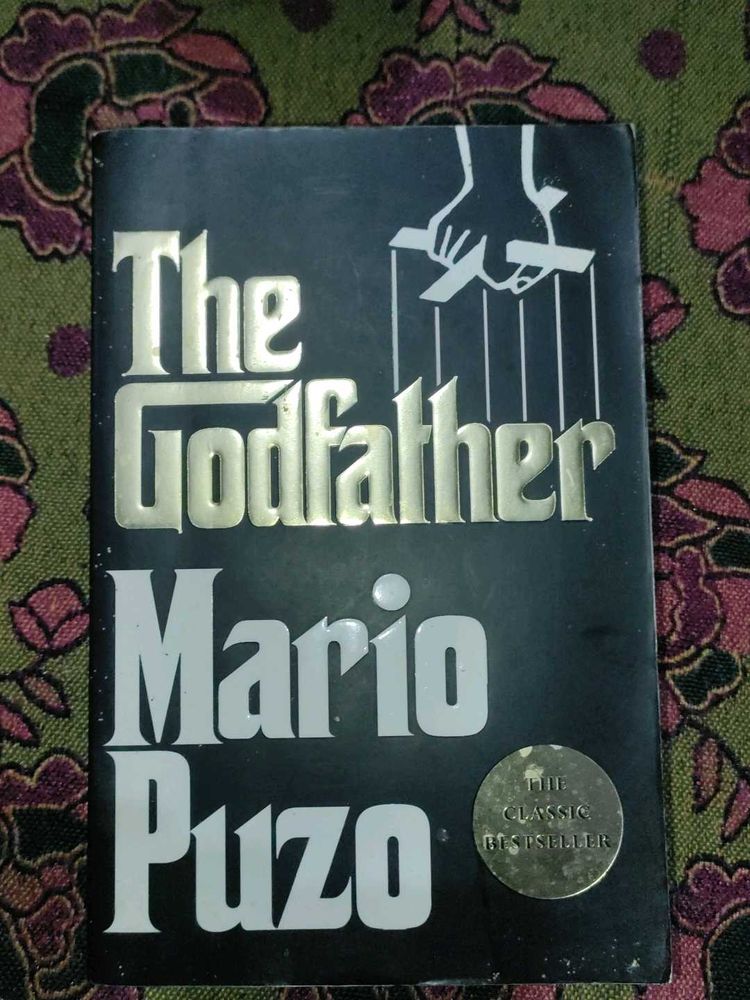 The
Godfather
Mario
Puzo
THE
CLASSIC
BESTSELLER